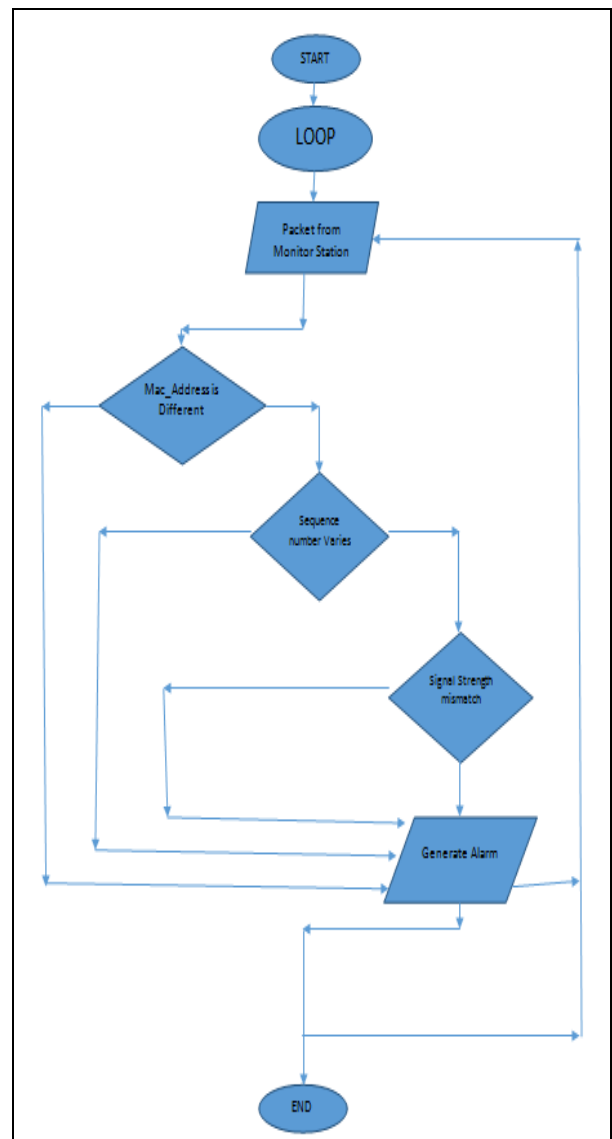 START
LOOP
Packet from
Monitor Station
Mac_Address is
Different
Sequence
number Varies
Signal Strength
mismatch
Generate Alarm
END